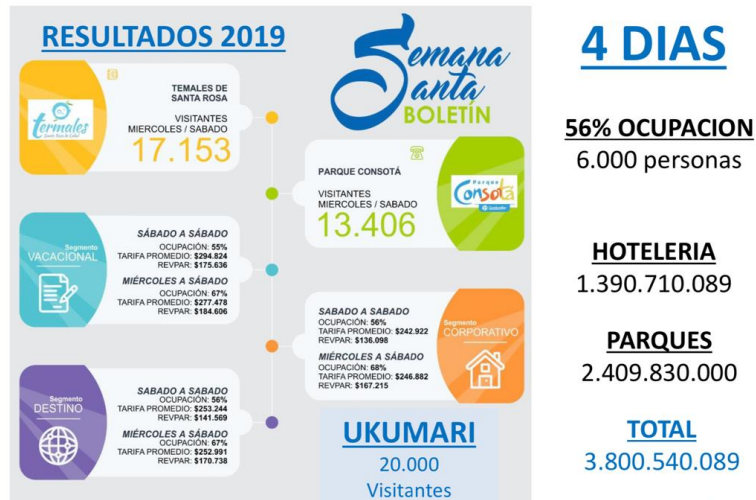 RESULTADOS 2019
Semana
Santa
BOLETÍN
termales
TEMALES DE
SANTA ROSA
VISITANTES
MIERCOLES / SABADO
17.153
PARQUE CONSOTÁ
VISITANTES
MIERCOLES / SABADO
13.406
Parque
Consotá
Segmento
VACACIONAL
SÁBADO A SÁBADO
OCUPACIÓN: 55%
TARIFA PROMEDIO: $294.824
REVPAR: $175.636
MIÉRCOLES A SÁBADO
OCUPACIÓN: 67%
TARIFA PROMEDIO: $277.478
REVPAR: $184.606
SABADO A SABADO
OCUPACIÓN: 56%
TARIFA PROMEDIO: $242.922
REVPAR: $136.098
MIÉRCOLES A SÁBADO
OCUPACIÓN: 68%
TARIFA PROMEDIO: $246.882
REVPAR: $167.215
Segmento
CORPORATIVO
Segmento
DESTINO
SABADO A SABADO
OCUPACIÓN: 56%
TARIFA PROMEDIO: $253.244
REVPAR: $141.569
MIÉRCOLES A SÁBADO
OCUPACIÓN: 67%
TARIFA PROMEDIO: $252.991
REVPAR: $170.738
UKUMARI
20.000
Visitantes
4 DIAS
56% OCUPACION
6.000 personas
HOTELERIA
1.390.710.089
PARQUES
2.409.830.000
TOTAL
3.800.540.089